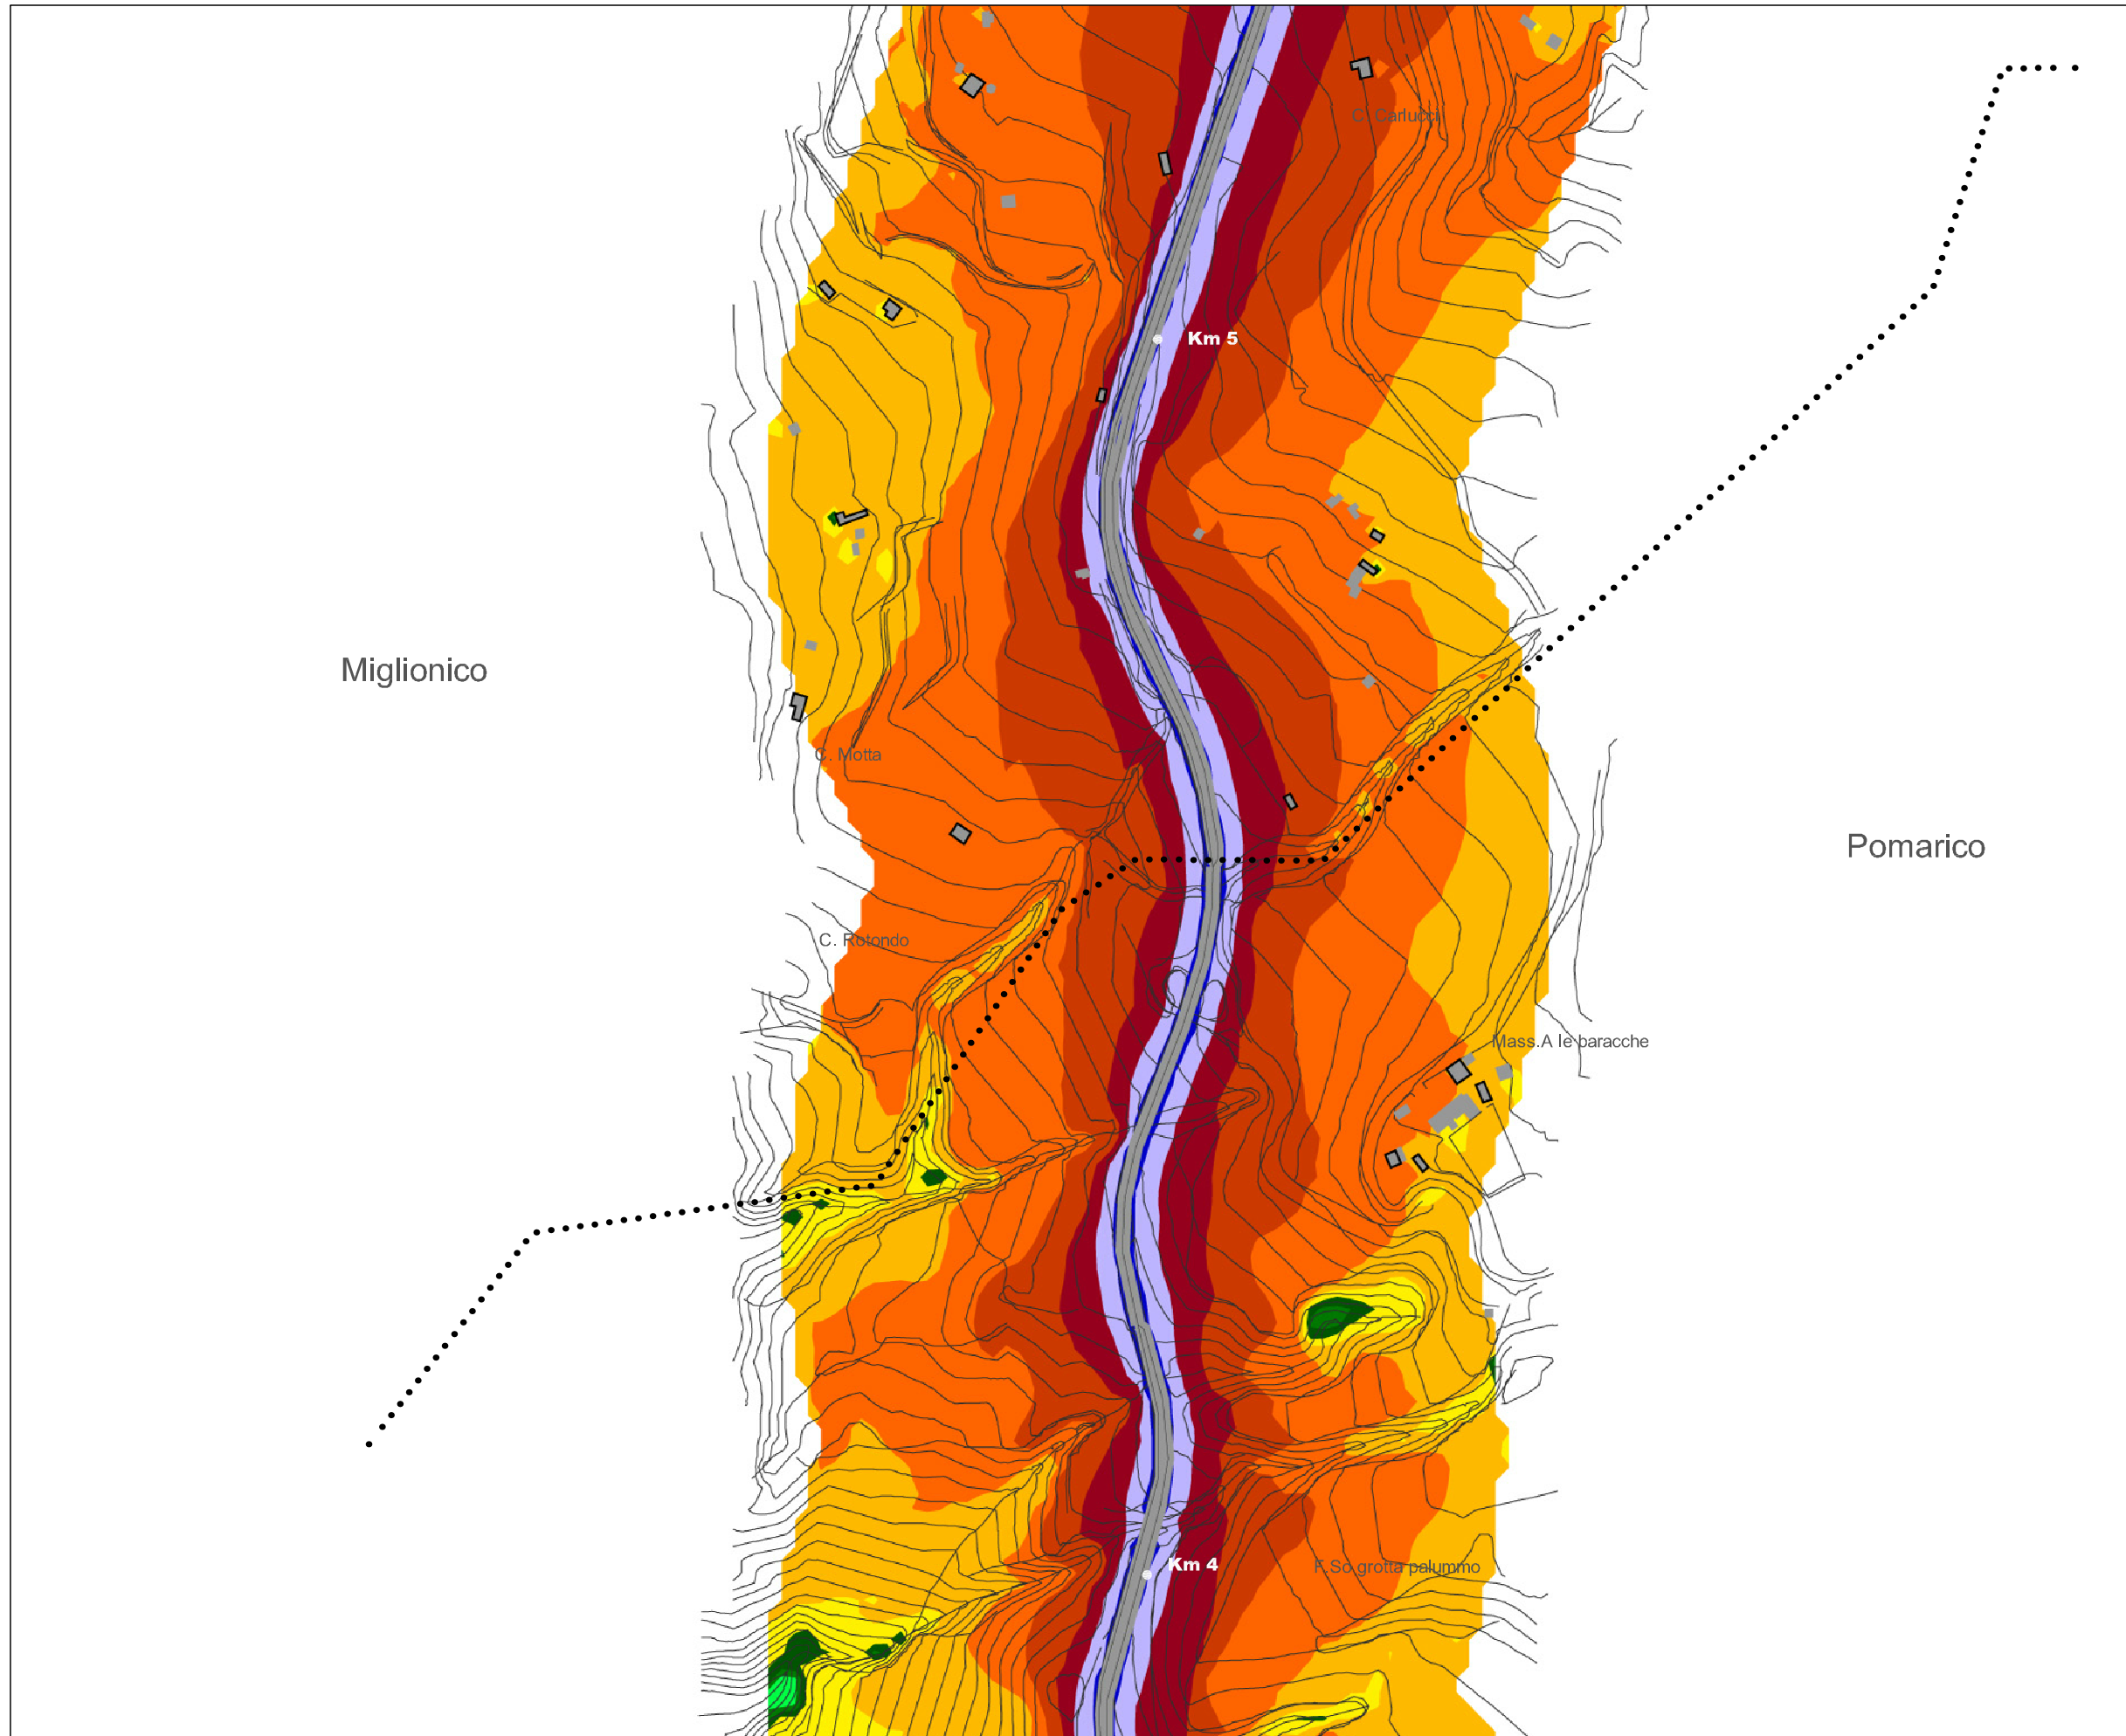 C. Carlucci
Km 5
Miglionico
C. Motta
Pomarico
C. Rotondo
Mass.A le baracche
Km 4
F.So grotta palummo